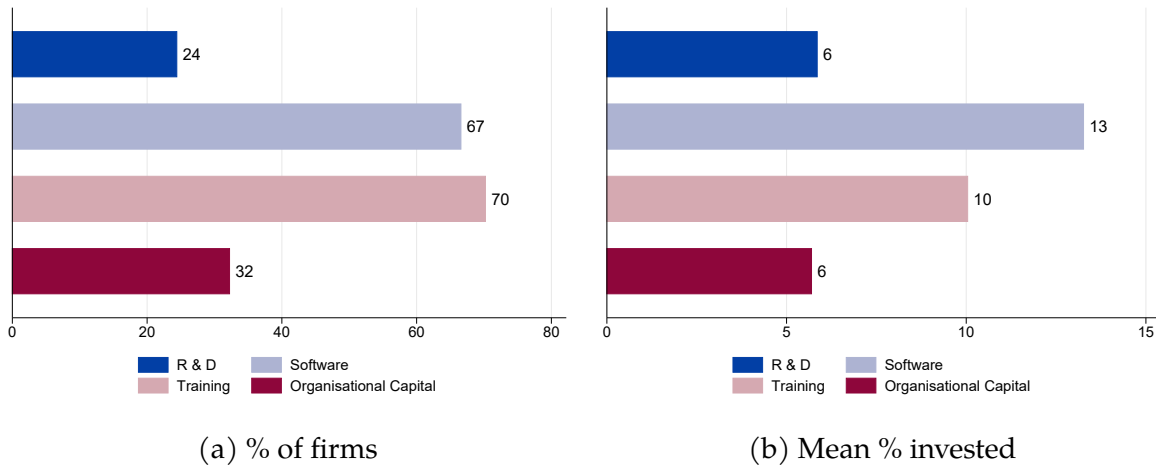 24
67
70
32
0 20 40 60 80
R & D Software
Training Organisational Capital
(a) % of firms
6
13
10
6
0 5 10 15
R & D Software
Training Organisational Capital
(b) Mean % invested